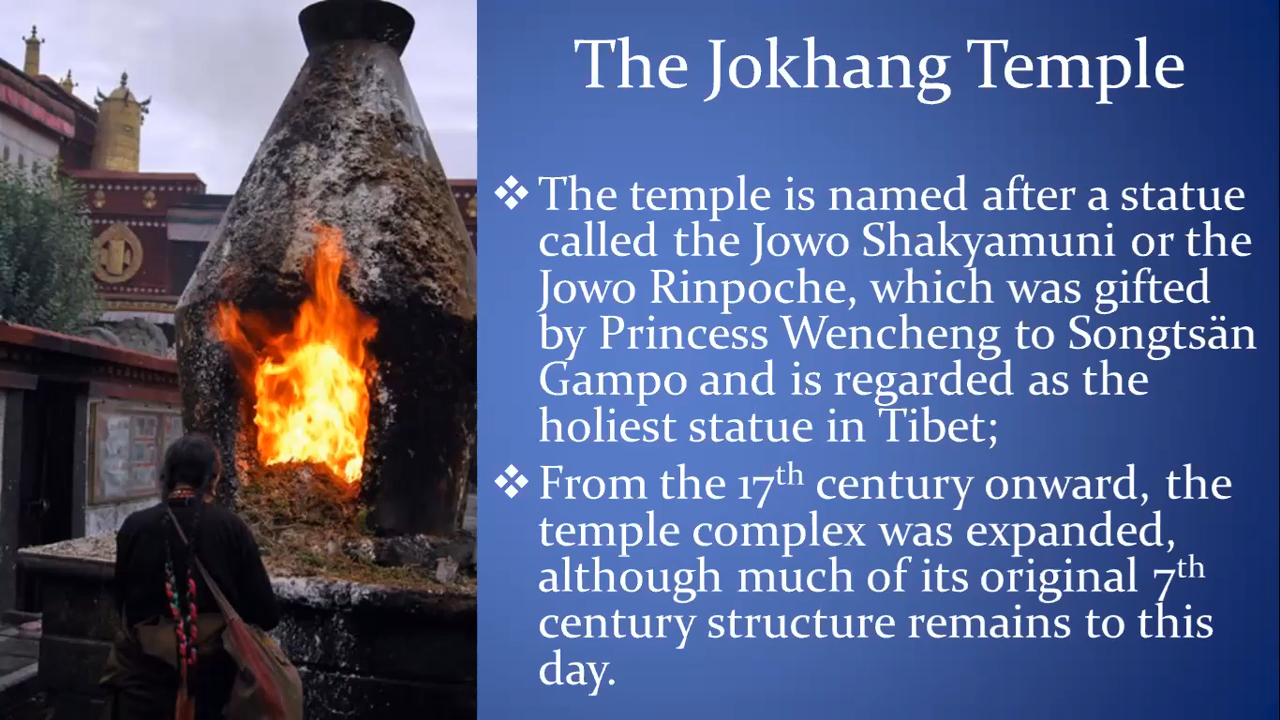 The Jokhang Temple
❖ The temple is named after a statue
called the Jowo Shakyamuni or the
Jowo Rinpoche, which was gifted
by Princess Wencheng to Songtsän
Gampo and is regarded as the
holiest statue in Tibet;
❖ From the 17th century onward, the
temple complex was expanded,
although much of its original 7th
century structure remains to this
day.